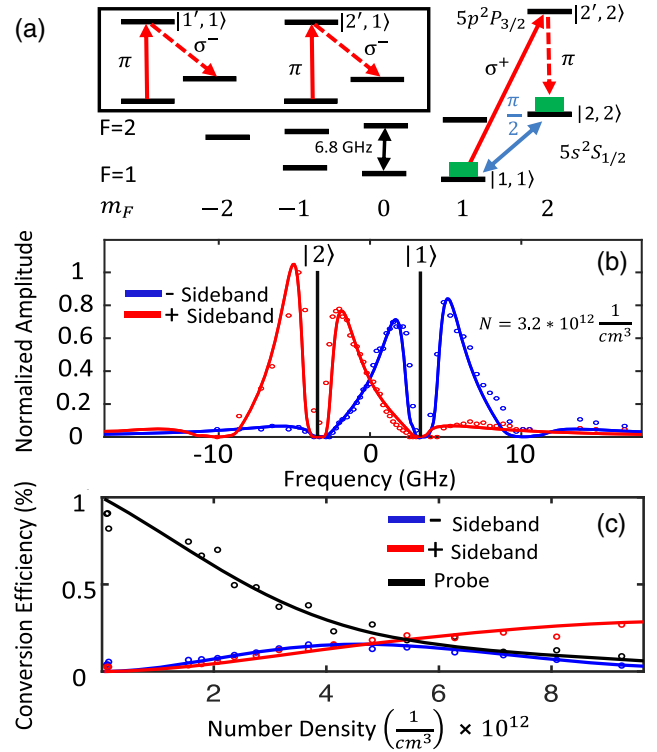 (a)
|1′, 1⟩
σ⁻
π
|2′, 1⟩
σ⁻
π
5p²P₃/₂
|2′, 2⟩
σ⁺
π
π/2
|2, 2⟩
5s²S₁/₂
|1, 1⟩
F=2
6.8 GHz
F=1
m_F −2 −1 0 1 2
(b)
|2⟩ |1⟩
Normalized Amplitude
1
0.8
0.6
0.4
0.2
0
- Sideband
+ Sideband
N = 3.2 * 10¹² 1/cm³
-10 0 10
Frequency (GHz)
(c)
Conversion Efficiency (%)
1
0.5
0
- Sideband
+ Sideband
Probe
2 4 6 8
Number Density (1/cm³) × 10¹²